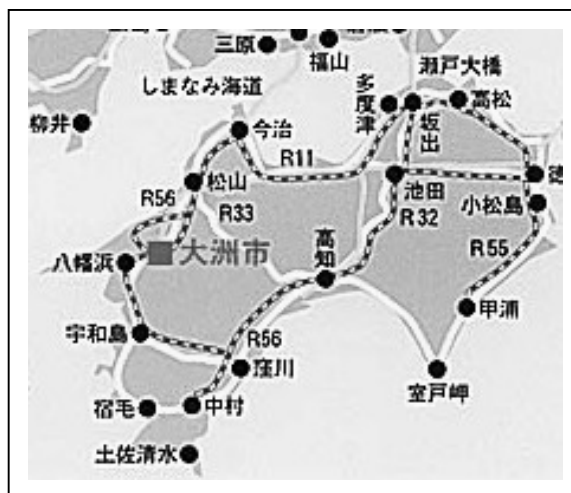 三原
福山
瀬戸大橋
しまなみ海道
多度津
坂出
高松
柳井
今治
R11
松山
池田
徳
R56
R33
R32
小松島
八幡浜
大洲市
高知
R55
宇和島
R56
甲浦
窪川
室戸岬
宿毛
中村
土佐清水